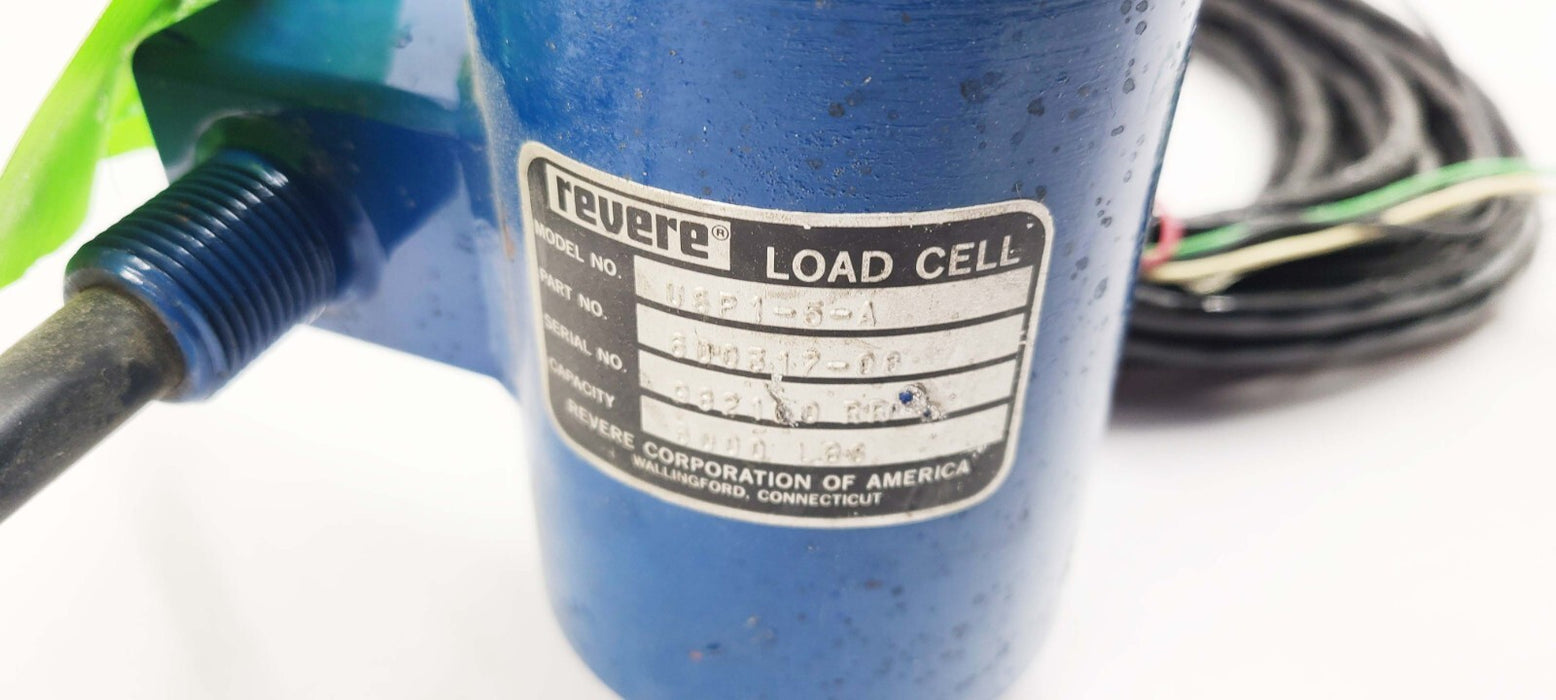 revere®
LOAD CELL
MODEL NO. USP1-5-A
PART NO.
SERIAL NO.
CAPACITY 5000 LBS
REVERE CORPORATION OF AMERICA
WALLINGFORD, CONNECTICUT